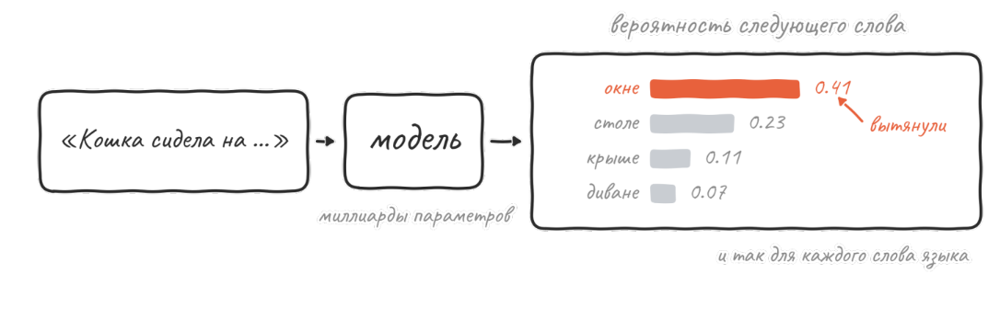 вероятность следующего слова
«Кошка сидела на ...»
модель
миллиарды параметров
окне 0.41
столе 0.23
крыше 0.11
диване 0.07
вытянули
и так для каждого слова языка